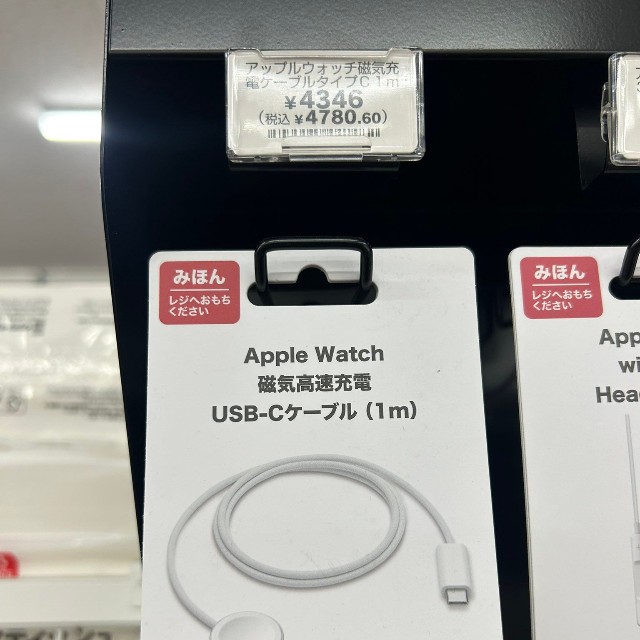 アップルウォッチ磁気充
電ケーブルタイプC 1m
¥4346
(税込 ¥4780.60)
みほん
レジへおもち
ください
Apple Watch
磁気高速充電
USB-Cケーブル（1m）
みほん
レジへおもち
ください